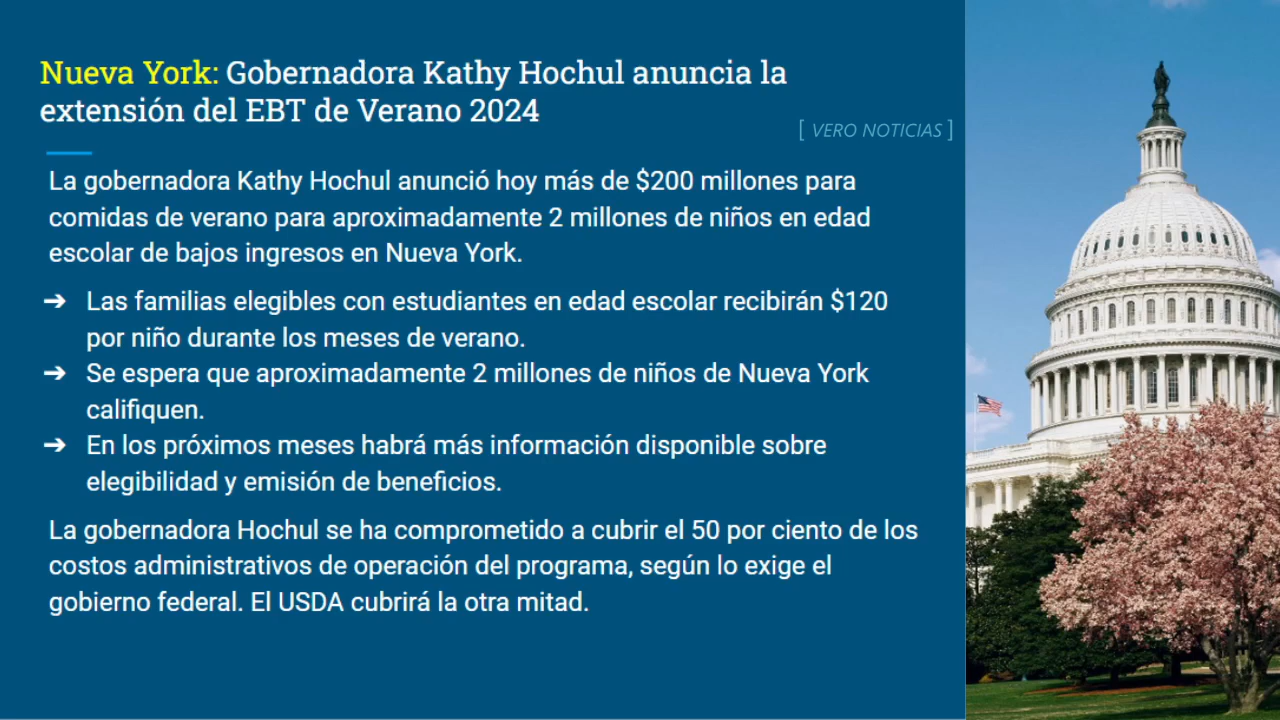 Nueva York: Gobernadora Kathy Hochul anuncia la
extensión del EBT de Verano 2024
[ VERO NOTICIAS ]
La gobernadora Kathy Hochul anunció hoy más de $200 millones para
comidas de verano para aproximadamente 2 millones de niños en edad
escolar de bajos ingresos en Nueva York.
➔ Las familias elegibles con estudiantes en edad escolar recibirán $120
por niño durante los meses de verano.
➔ Se espera que aproximadamente 2 millones de niños de Nueva York
califiquen.
➔ En los próximos meses habrá más información disponible sobre
elegibilidad y emisión de beneficios.
La gobernadora Hochul se ha comprometido a cubrir el 50 por ciento de los
costos administrativos de operación del programa, según lo exige el
gobierno federal. El USDA cubrirá la otra mitad.